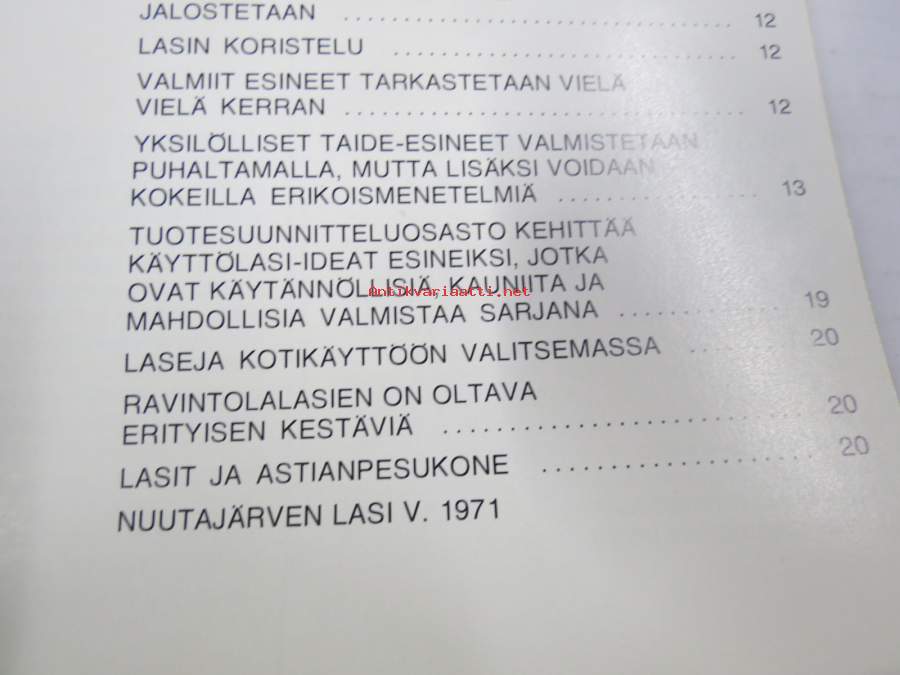 JALOSTETAAN ........................................ 12
LASIN KORISTELU .................................... 12
VALMIIT ESINEET TARKASTETAAN VIELÄ
VIELÄ KERRAN ........................................ 12
YKSILÖLLISET TAIDE-ESINEET VALMISTETAAN
PUHALTAMALLA, MUTTA LISÄKSI VOIDAAN
KOKEILLA ERIKOISMENETELMIÄ .................... 13
TUOTESUUNNITTELUOSASTO KEHITTÄÄ
KÄYTTÖLASI-IDEAT ESINEIKSI, JOTKA
OVAT KÄYTÄNNÖLLISIÄ, KAUNIITA JA
Antikvariaatti.net
MAHDOLLISIA VALMISTAA SARJANA ................ 19
LASEJA KOTIKÄYTTÖÖN VALITSEMASSA .......... 20
RAVINTOLALASIEN ON OLTAVA
ERITYISEN KESTÄVIÄ ............................ 20
LASIT JA ASTIANPESUKONE ...................... 20
NUUTAJÄRVEN LASI V. 1971